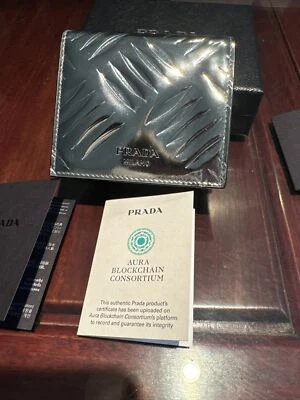 PRADA
MILANO
PRADA
PRADA
AURA
BLOCKCHAIN
CONSORTIUM
This authentic Prada product's
certificate has been uploaded on
Aura Blockchain Consortium's platform
to record and guarantee its integrity